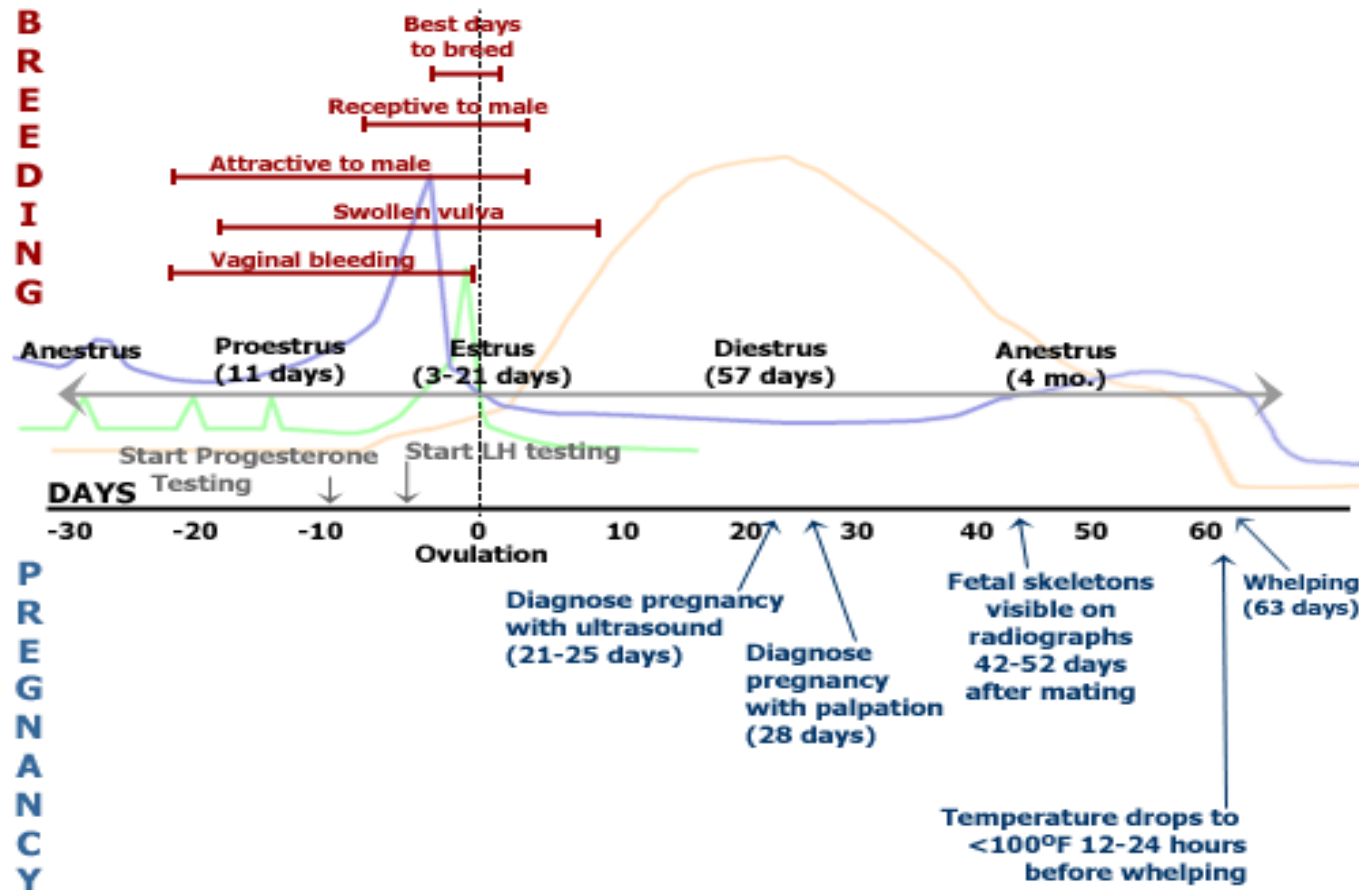 BREEDING
Best days
to breed
Receptive to male
Attractive to male
Swollen vulva
Vaginal bleeding
Anestrus
Proestrus
(11 days)
Estrus
(3-21 days)
Diestrus
(57 days)
Anestrus
(4 mo.)
Start Progesterone
Testing
Start LH testing
DAYS
-30 -20 -10 0 10 20 30 40 50 60
Ovulation
PREGNANCY
Diagnose pregnancy
with ultrasound
(21-25 days)
Diagnose
pregnancy
with palpation
(28 days)
Fetal skeletons
visible on
radiographs
42-52 days
after mating
Whelping
(63 days)
Temperature drops to
<100ºF 12-24 hours
before whelping